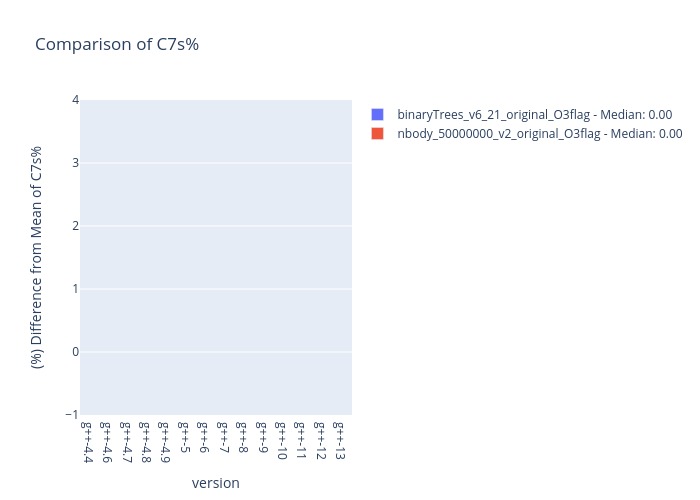 Comparison of C7s%
binaryTrees_v6_21_original_O3flag - Median: 0.00
nbody_50000000_v2_original_O3flag - Median: 0.00
(%) Difference from Mean of C7s%
4
3
2
1
0
−1
g++-4.4
g++-4.6
g++-4.7
g++-4.8
g++-4.9
g++-5
g++-6
g++-7
g++-8
g++-9
g++-10
g++-11
g++-12
g++-13
version